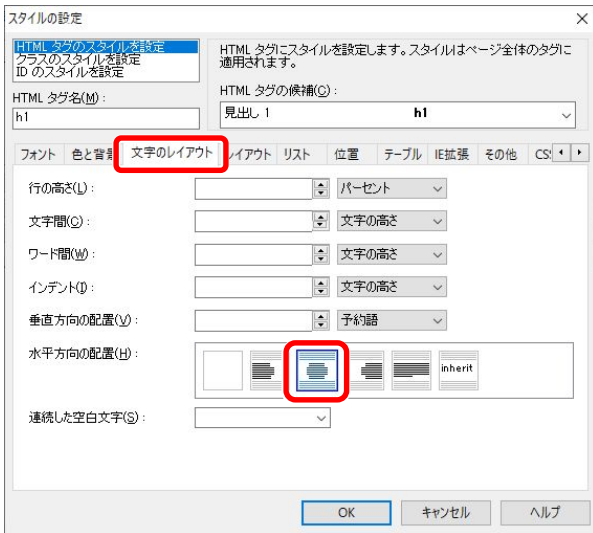 スタイルの設定
HTML タグのスタイルを設定
クラスのスタイルを設定
ID のスタイルを設定
HTML タグにスタイルを設定します。スタイルはページ全体のタグに
適用されます。
HTML タグ名(M):
h1
HTML タグの候補(C):
見出し 1 h1
フォント 色と背景 文字のレイアウト レイアウト リスト 位置 テーブル IE拡張 その他 CS
行の高さ(L): パーセント
文字間(C): 文字の高さ
ワード間(W): 文字の高さ
インデント(I): 文字の高さ
垂直方向の配置(V): 予約語
水平方向の配置(H): inherit
連続した空白文字(S):
OK キャンセル ヘルプ